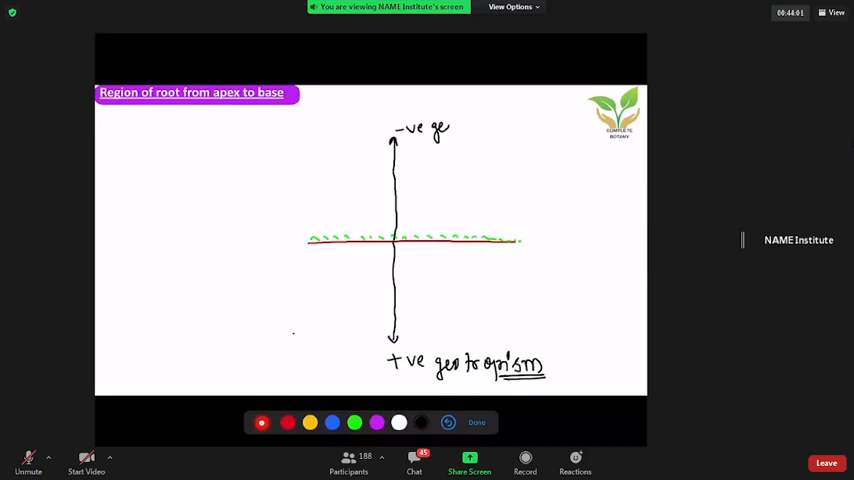 You are viewing NAME Institute's screen
View Options
00:44:01
View
Region of root from apex to base
-ve ge
COMPLETE
BOTANY
NAME Institute
+ve geotropism
Done
Unmute
Start Video
188
Participants
45
Chat
Share Screen
Record
Reactions
Leave